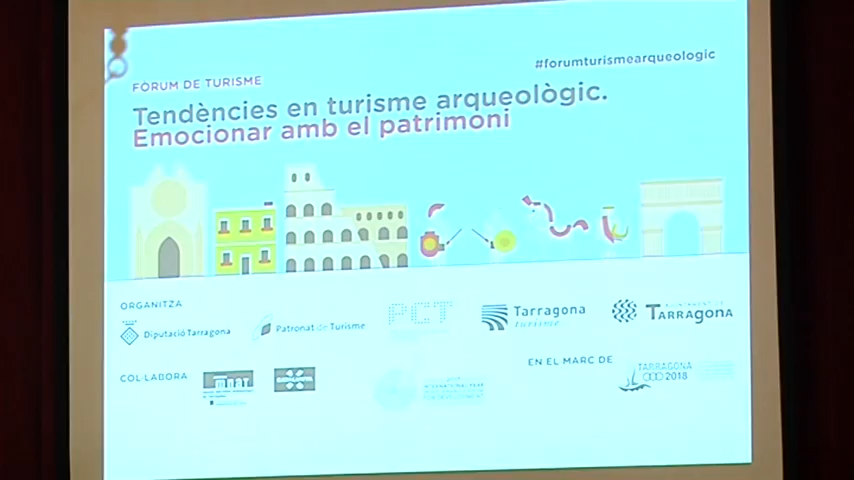 #forumturismearqueologic
FÒRUM DE TURISME
Tendències en turisme arqueològic.
Emocionar amb el patrimoni
ORGANITZA
Diputació Tarragona
Patronat de Turisme
PCT
Tarragona
Turisme
TARRAGONA
COL·LABORA
EN EL MARC DE
TARRAGONA
2018